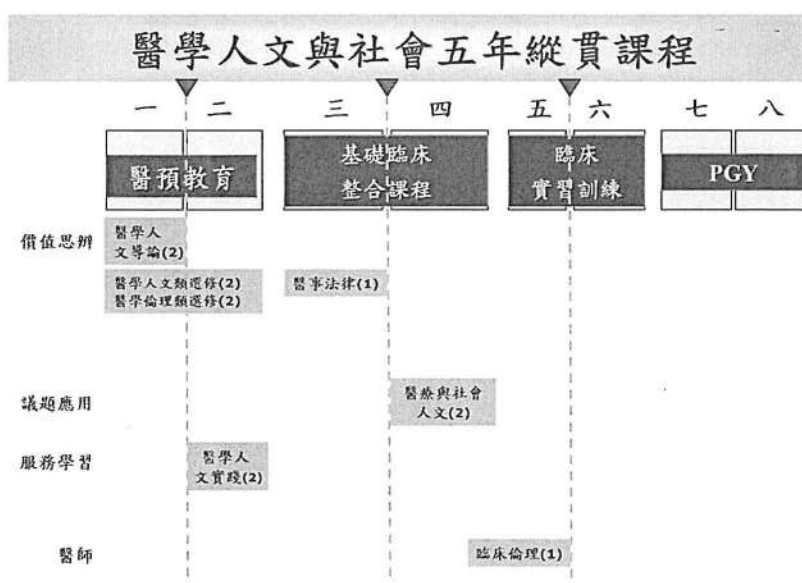 醫學人文與社會五年縱貫課程
一 二 三 四 五 六 七 八
醫預教育
基礎臨床
整合課程
臨床
實習訓練
PGY
價值思辨
醫學人
文導論(2)
醫學人文類選修(2)
醫學倫理類選修(2)
醫事法律(1)
議題應用
醫療與社會
人文(2)
服務學習
醫學人
文實踐(2)
醫師
臨床倫理(1)